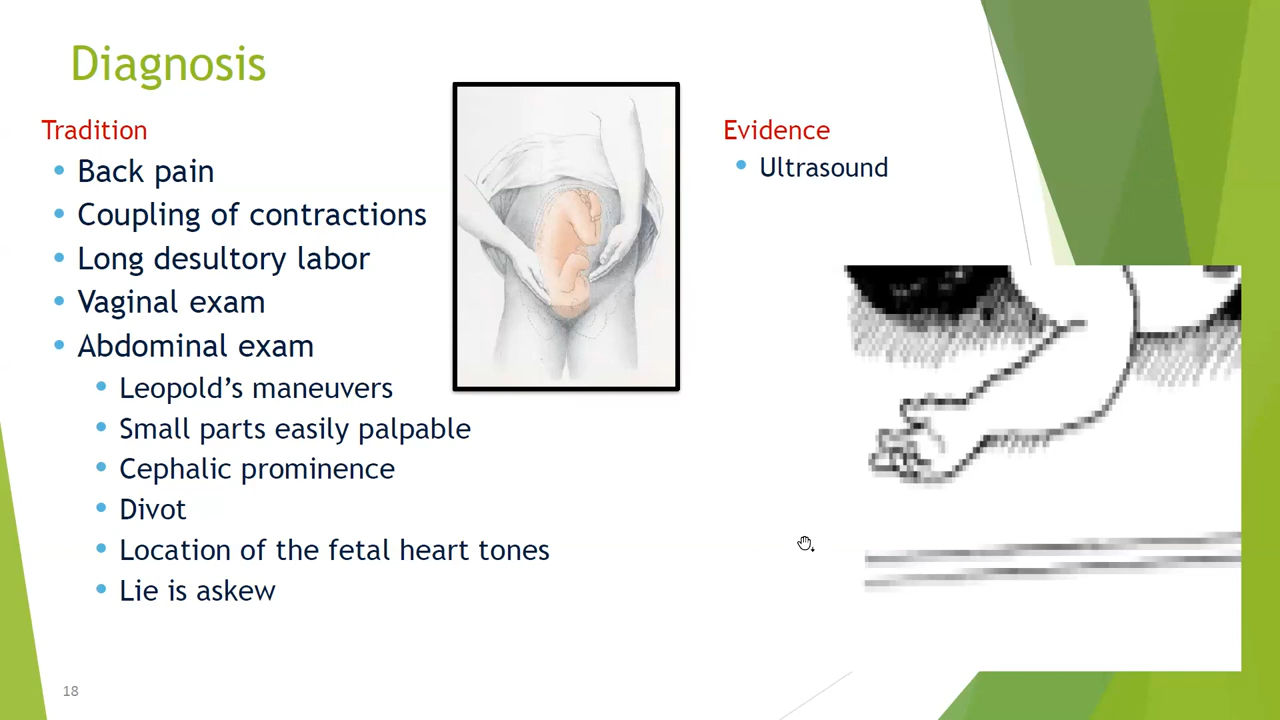 Diagnosis
Tradition
Back pain
Coupling of contractions
Long desultory labor
Vaginal exam
Abdominal exam
Leopold’s maneuvers
Small parts easily palpable
Cephalic prominence
Divot
Location of the fetal heart tones
Lie is askew
Evidence
Ultrasound
18